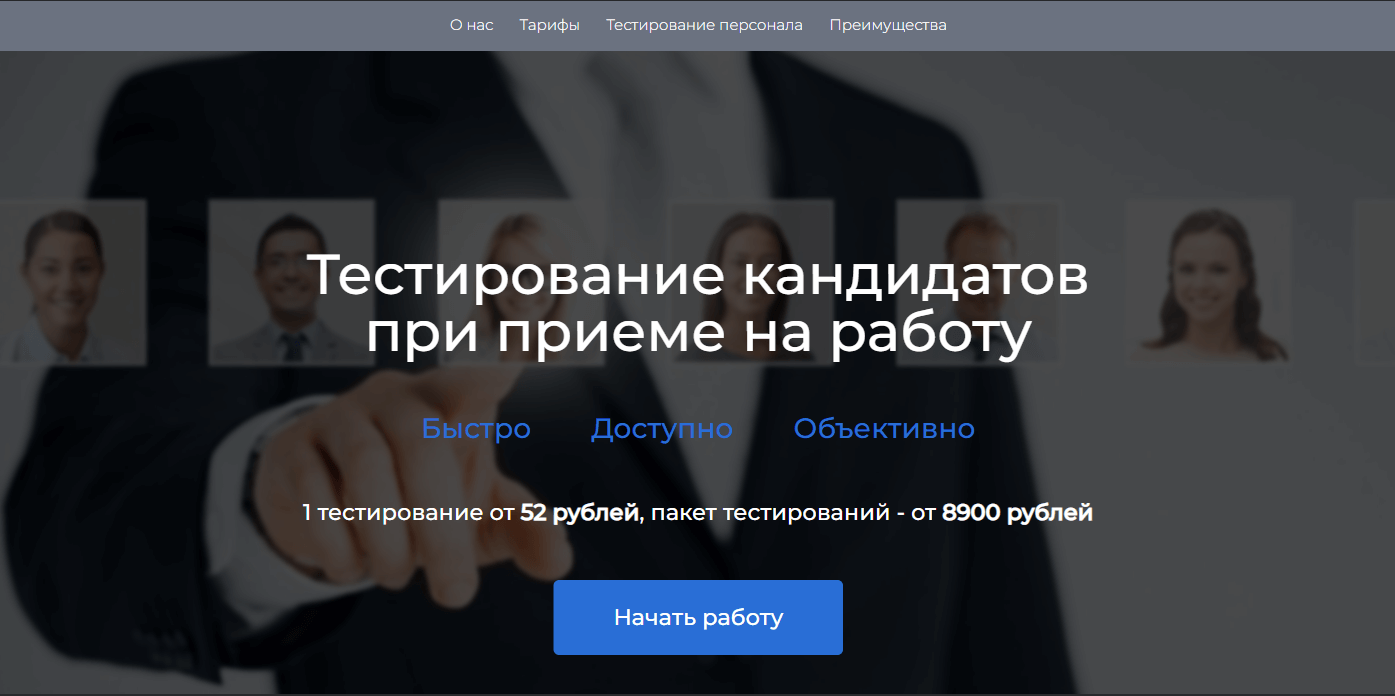 О нас Тарифы Тестирование персонала Преимущества
Тестирование кандидатов
при приеме на работу
Быстро Доступно Объективно
1 тестирование от 52 рублей, пакет тестирований - от 8900 рублей
Начать работу